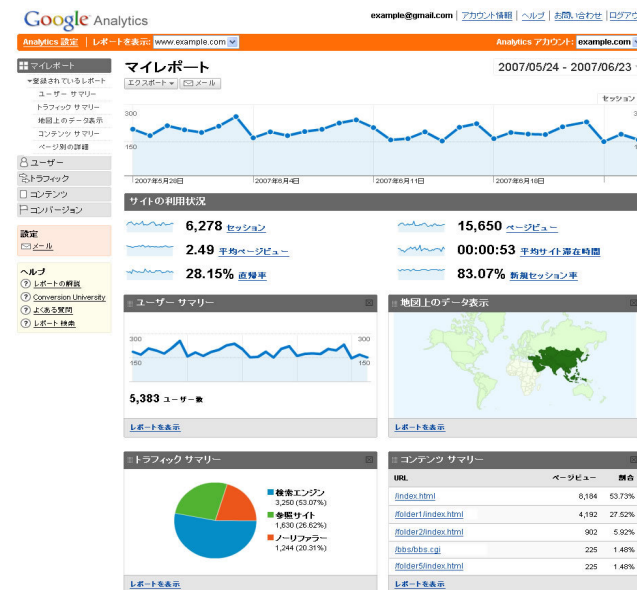 Google Analytics
example@gmail.com | アカウント情報 | ヘルプ | お問い合わせ |
Analytics 設定 | レポートを表示: www.example.com
Analytics アカウント: example.com
マイレポート
登録されているレポート
ユーザー サマリー
トラフィック サマリー
地図上のデータ表示
コンテンツ サマリー
ページ別の詳細
ユーザー
トラフィック
コンテンツ
コンバージョン
設定
メール
ヘルプ
レポートの解説
Conversion University
よくある質問
レポート 検索
マイレポート
2007/05/24 - 2007/06/23
エクスポート メール
セッション
300
150
2007年5月28日 2007年6月4日 2007年6月11日 2007年6月18日
サイトの利用状況
6,278 セッション
15,650 ページビュー
2.49 平均ページビュー
00:00:53 平均サイト滞在時間
28.15% 直帰率
83.07% 新規セッション率
ユーザー サマリー
300 300
150 150
5,383 ユーザー数
レポートを表示
地図上のデータ表示
レポートを表示
トラフィック サマリー
検索エンジン
3,250 (53.07%)
参照サイト
1,630 (26.62%)
ノーリファラー
1,244 (20.31%)
レポートを表示
コンテンツ サマリー
URL ページビュー 割合
/index.html 8,184 53.73%
/folder1/index.html 4,192 27.52%
/folder2/index.html 902 5.92%
/bbs/bbs.cgi 225 1.48%
/folder5/index.html 225 1.48%
レポートを表示